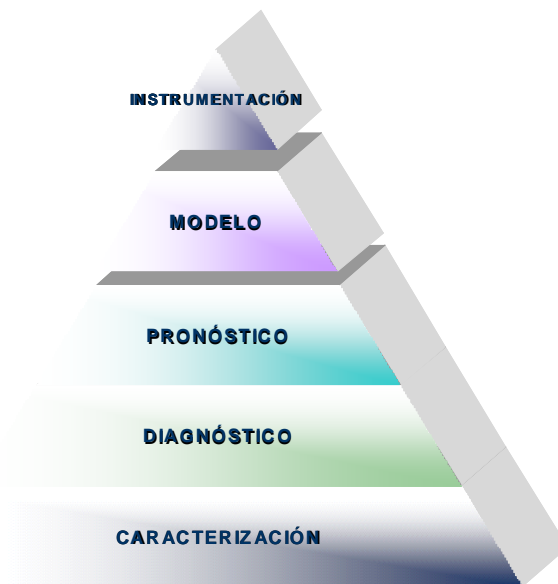 INSTRUMENTACIÓN
MODELO
PRONÓSTICO
DIAGNÓSTICO
CARACTERIZACIÓN